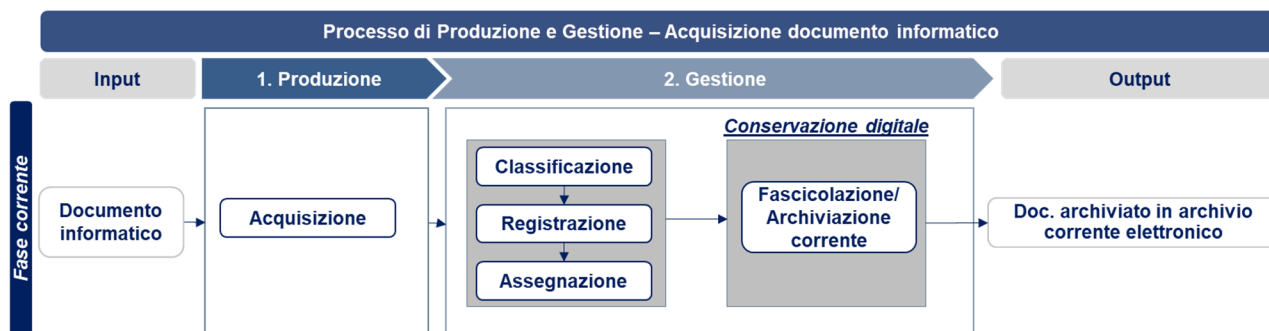 Processo di Produzione e Gestione – Acquisizione documento informatico
Input
1. Produzione
2. Gestione
Output
Fase corrente
Documento
informatico
Acquisizione
Classificazione
Registrazione
Assegnazione
Conservazione digitale
Fascicolazione/
Archiviazione
corrente
Doc. archiviato in archivio
corrente elettronico